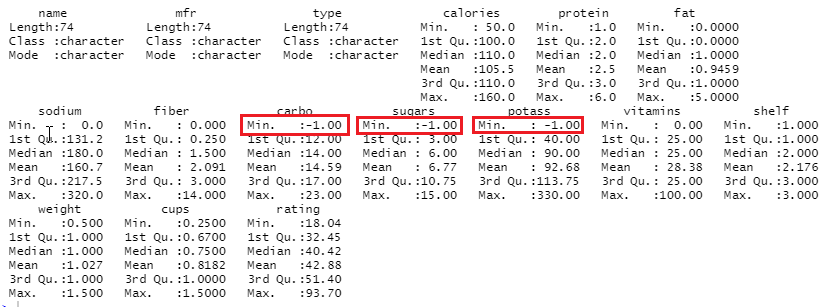 name mfr type calories protein fat
Length:74 Length:74 Length:74 Min. : 50.0 Min. :1.0 Min. :0.0000
Class :character Class :character Class :character 1st Qu.:100.0 1st Qu.:2.0 1st Qu.:0.0000
Mode :character Mode :character Mode :character Median :110.0 Median :2.5 Median :1.0000
Mean :105.5 Mean :2.5 Mean :0.9459
3rd Qu.:110.0 3rd Qu.:3.0 3rd Qu.:1.0000
Max. :160.0 Max. :6.0 Max. :5.0000
sodium fiber carbo sugars potass vitamins shelf
Min. : 0.0 Min. : 0.000 Min. :-1.00 Min. :-1.00 Min. : -1.00 Min. : 0.00 Min. :1.000
1st Qu.:131.2 1st Qu.: 0.250 1st Qu.:12.00 1st Qu.: 3.00 1st Qu.: 40.00 1st Qu.: 25.00 1st Qu.:1.000
Median :180.0 Median : 1.500 Median :14.00 Median : 6.00 Median : 90.00 Median : 25.00 Median :2.000
Mean :160.7 Mean : 2.091 Mean :14.59 Mean : 6.77 Mean : 92.68 Mean : 28.38 Mean :2.176
3rd Qu.:217.5 3rd Qu.: 3.000 3rd Qu.:17.00 3rd Qu.:10.75 3rd Qu.:113.75 3rd Qu.: 25.00 3rd Qu.:3.000
Max. :320.0 Max. :14.000 Max. :23.00 Max. :15.00 Max. :330.00 Max. :100.00 Max. :3.000
weight cups rating
Min. :0.500 Min. :0.2500 Min. :18.04
1st Qu.:1.000 1st Qu.:0.6700 1st Qu.:32.45
Median :1.000 Median :0.7500 Median :40.42
Mean :1.027 Mean :0.8182 Mean :42.88
3rd Qu.:1.000 3rd Qu.:1.0000 3rd Qu.:51.40
Max. :1.500 Max. :1.5000 Max. :93.70